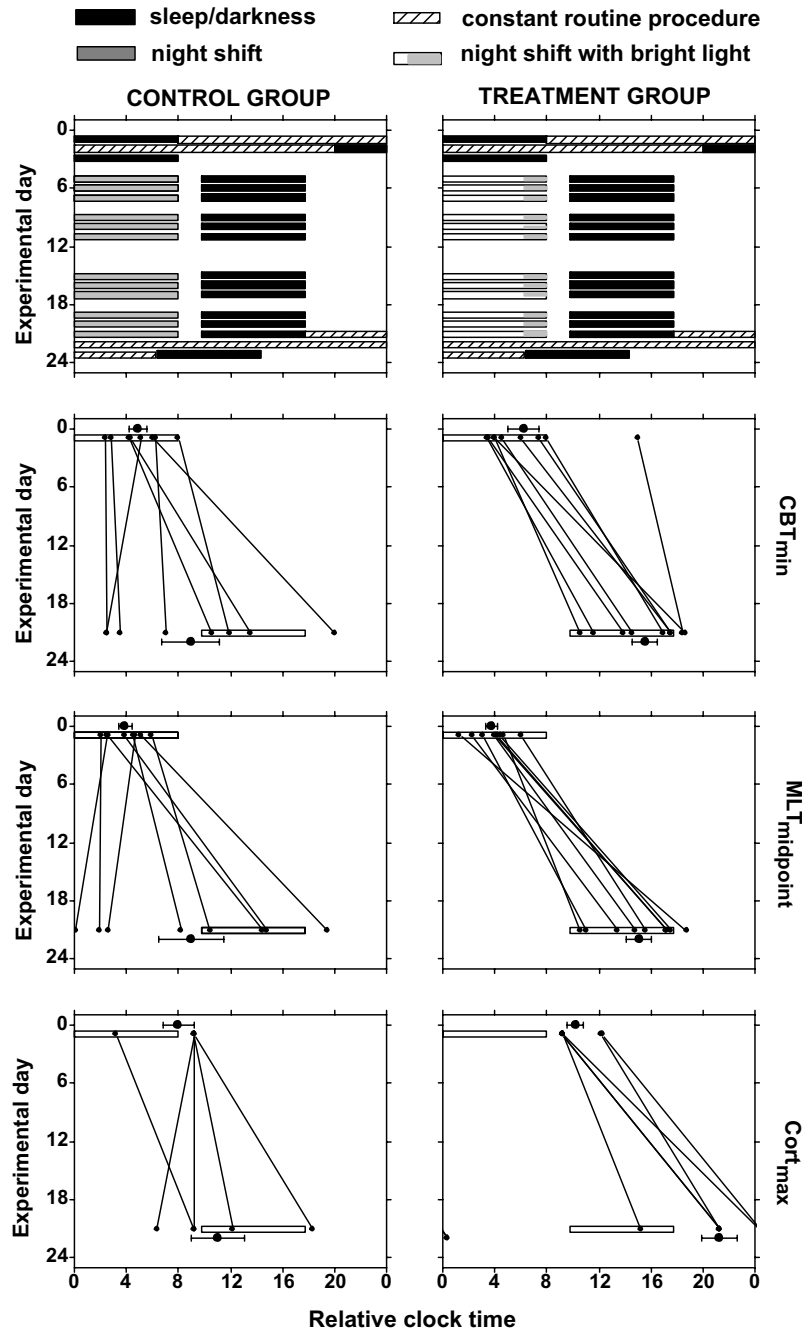 sleep/darkness
constant routine procedure
night shift
night shift with bright light
CONTROL GROUP
TREATMENT GROUP
Experimental day
0
6
12
18
24
Experimental day
0
6
12
18
24
CBTmin
Experimental day
0
6
12
18
24
MLTmidpoint
Experimental day
0
6
12
18
24
Cortmax
0 4 8 12 16 20 0
0 4 8 12 16 20 0
Relative clock time